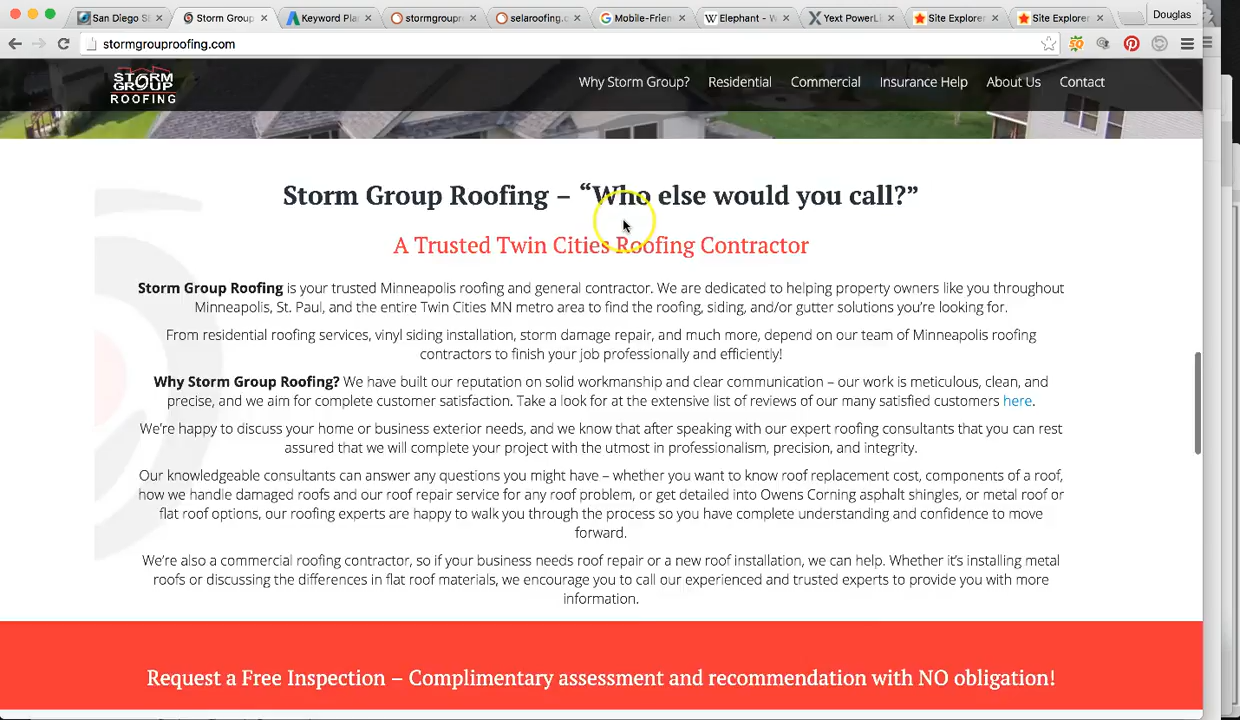 San Diego S
Storm Group
Keyword Pla
stormgroupr
selaroofing.c
Mobile-Frien
Elephant - W
Yext PowerLi
Site Explorer
Site Explorer
Douglas
stormgrouproofing.com
STORM
GROUP
ROOFING
Why Storm Group?
Residential
Commercial
Insurance Help
About Us
Contact
Storm Group Roofing – “Who else would you call?”
A Trusted Twin Cities Roofing Contractor
Storm Group Roofing is your trusted Minneapolis roofing and general contractor. We are dedicated to helping property owners like you throughout
Minneapolis, St. Paul, and the entire Twin Cities MN metro area to find the roofing, siding, and/or gutter solutions you’re looking for.
From residential roofing services, vinyl siding installation, storm damage repair, and much more, depend on our team of Minneapolis roofing
contractors to finish your job professionally and efficiently!
Why Storm Group Roofing? We have built our reputation on solid workmanship and clear communication – our work is meticulous, clean, and
precise, and we aim for complete customer satisfaction. Take a look for at the extensive list of reviews of our many satisfied customers here.
We’re happy to discuss your home or business exterior needs, and we know that after speaking with our expert roofing consultants that you can rest
assured that we will complete your project with the utmost in professionalism, precision, and integrity.
Our knowledgeable consultants can answer any questions you might have – whether you want to know roof replacement cost, components of a roof,
how we handle damaged roofs and our roof repair service for any roof problem, or get detailed into Owens Corning asphalt shingles, or metal roof or
flat roof options, our roofing experts are happy to walk you through the process so you have complete understanding and confidence to move
forward.
We’re also a commercial roofing contractor, so if your business needs roof repair or a new roof installation, we can help. Whether it’s installing metal
roofs or discussing the differences in flat roof materials, we encourage you to call our experienced and trusted experts to provide you with more
information.
Request a Free Inspection – Complimentary assessment and recommendation with NO obligation!